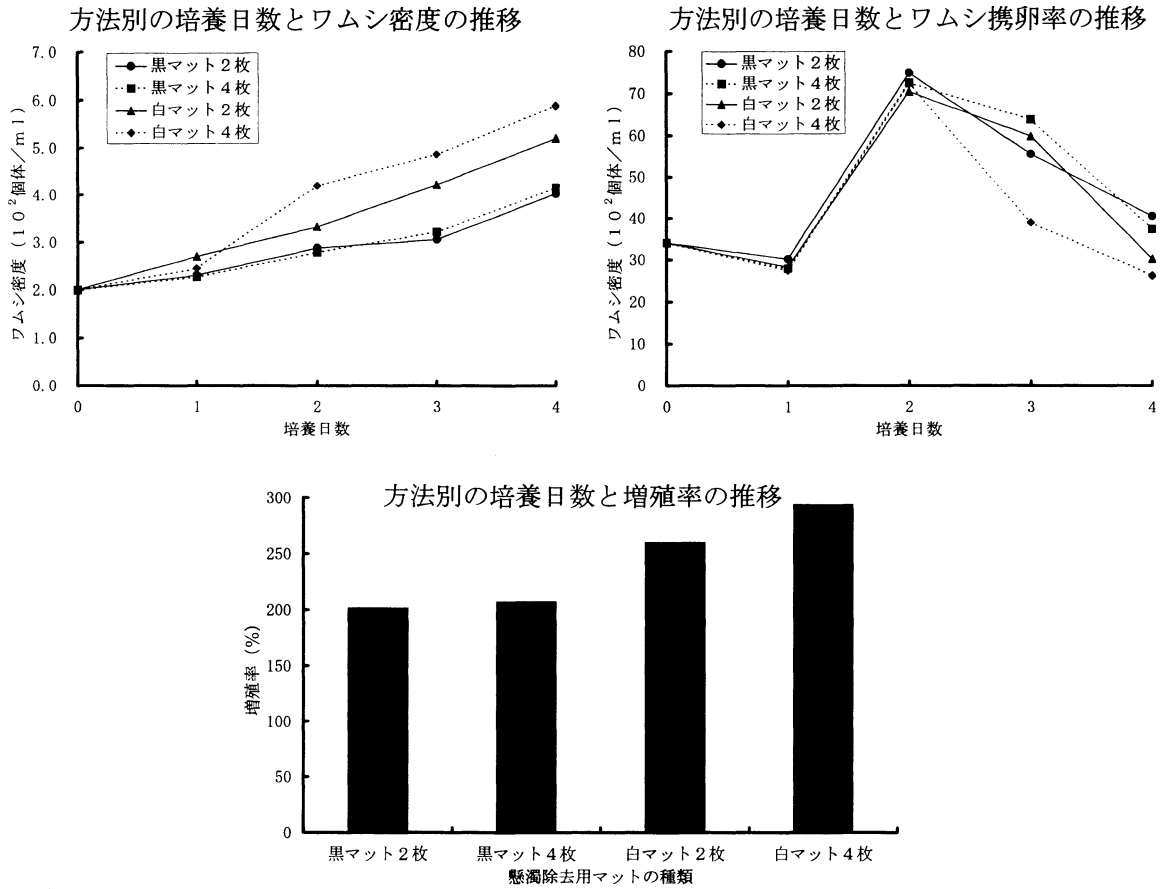 方法別の培養日数とワムシ密度の推移
7.0
6.0
5.0
4.0
3.0
2.0
1.0
0.0
ワムシ密度（10²個体／ml）
黒マット2枚
黒マット4枚
白マット2枚
白マット4枚
0 1 2 3 4
培養日数
方法別の培養日数とワムシ携卵率の推移
80
70
60
50
40
30
20
10
0
ワムシ密度（10²個体／ml）
黒マット2枚
黒マット4枚
白マット2枚
白マット4枚
0 1 2 3 4
培養日数
方法別の培養日数と増殖率の推移
300
250
200
150
100
50
0
増殖率（%）
黒マット2枚 黒マット4枚 白マット2枚 白マット4枚
懸濁除去用マットの種類